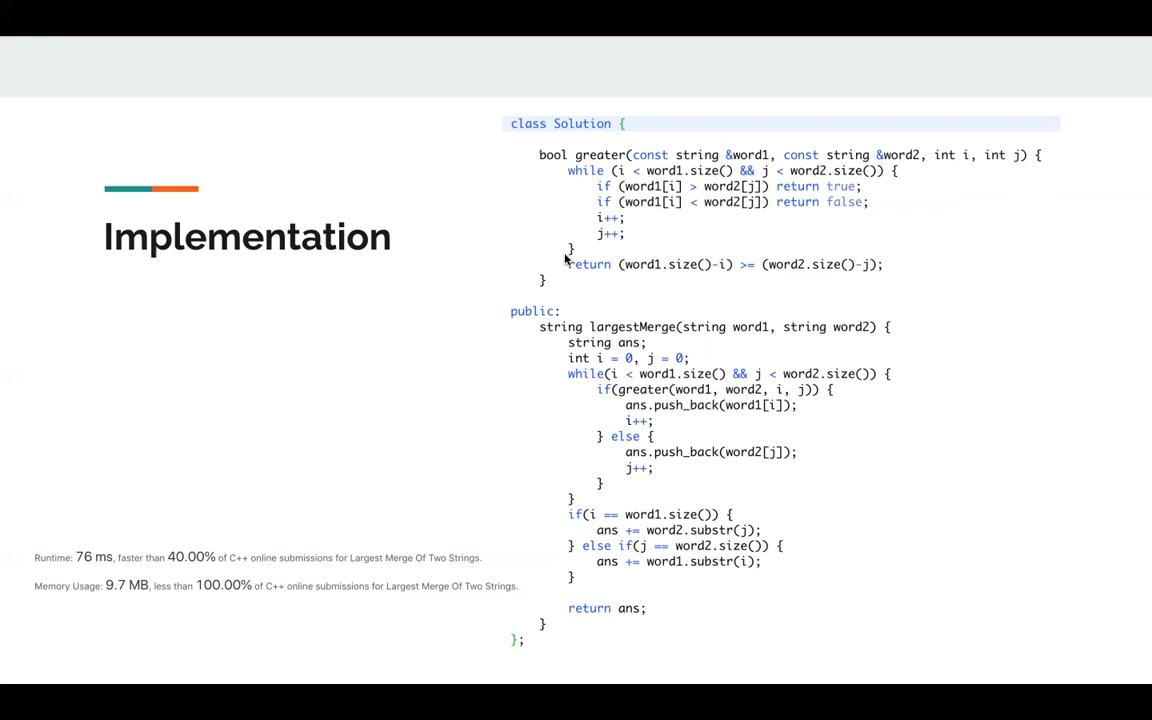 Implementation
Runtime: 76 ms, faster than 40.00% of C++ online submissions for Largest Merge Of Two Strings.
Memory Usage: 9.7 MB, less than 100.00% of C++ online submissions for Largest Merge Of Two Strings.
class Solution {
bool greater(const string &word1, const string &word2, int i, int j) {
while (i < word1.size() && j < word2.size()) {
if (word1[i] > word2[j]) return true;
if (word1[i] < word2[j]) return false;
i++;
j++;
}
return (word1.size()-i) >= (word2.size()-j);
}
public:
string largestMerge(string word1, string word2) {
string ans;
int i = 0, j = 0;
while(i < word1.size() && j < word2.size()) {
if(greater(word1, word2, i, j)) {
ans.push_back(word1[i]);
i++;
} else {
ans.push_back(word2[j]);
j++;
}
}
if(i == word1.size()) {
ans += word2.substr(j);
} else if(j == word2.size()) {
ans += word1.substr(i);
}
return ans;
}
};